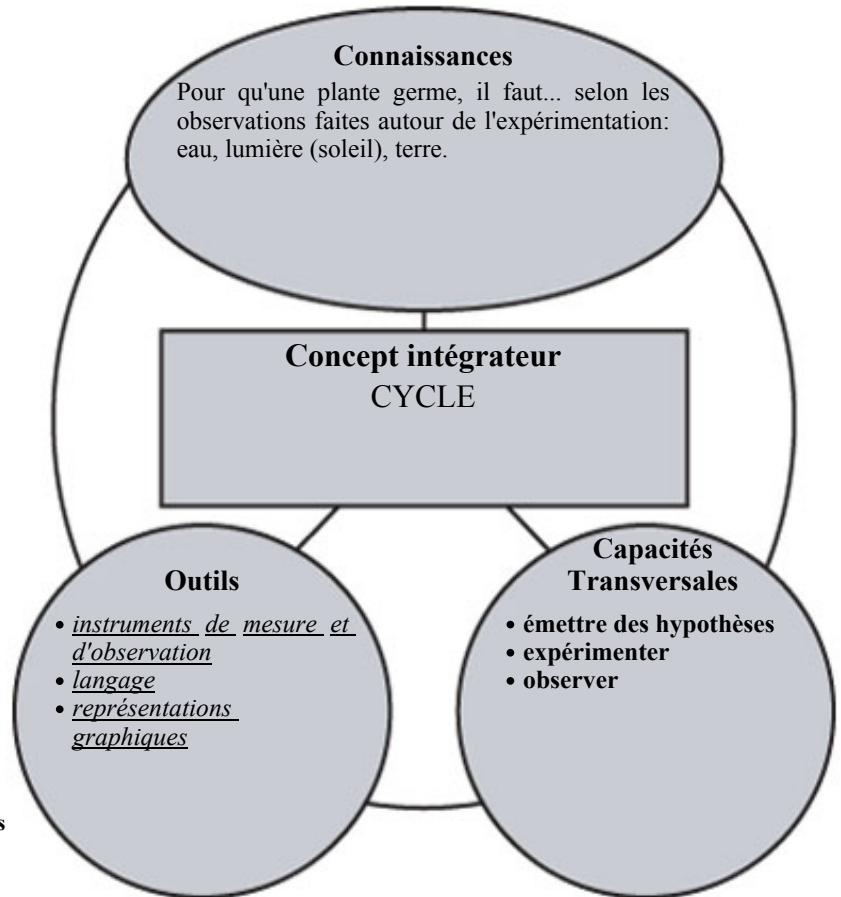 Connaissances
Pour qu'une plante germe, il faut... selon les
observations faites autour de l'expérimentation:
eau, lumière (soleil), terre.
Concept intégrateur
CYCLE
Outils
• instruments de mesure et
d'observation
• langage
• représentations
graphiques
Capacités
Transversales
• émettre des hypothèses
• expérimenter
• observer
s